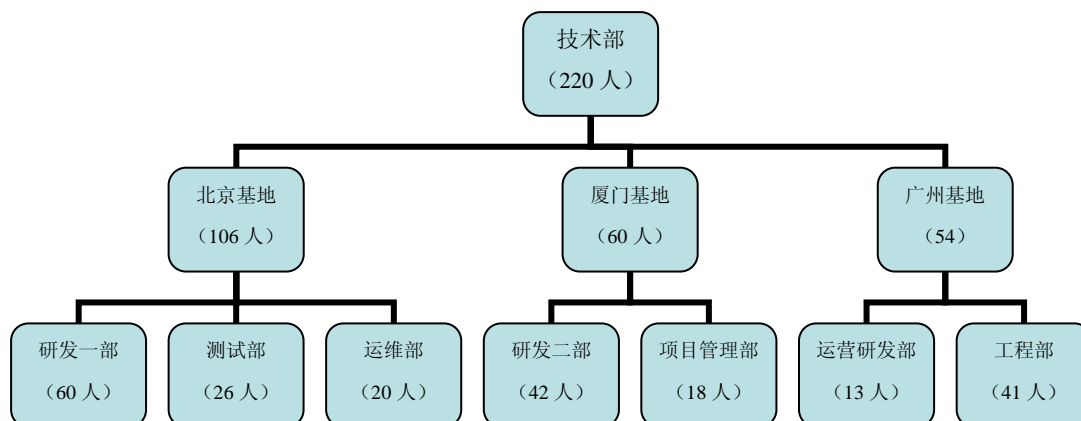 技术部
（220 人）
北京基地
（106 人）
厦门基地
（60 人）
广州基地
（54）
研发一部
（60 人）
测试部
（26 人）
运维部
（20 人）
研发二部
（42 人）
项目管理部
（18 人）
运营研发部
（13 人）
工程部
（41 人）